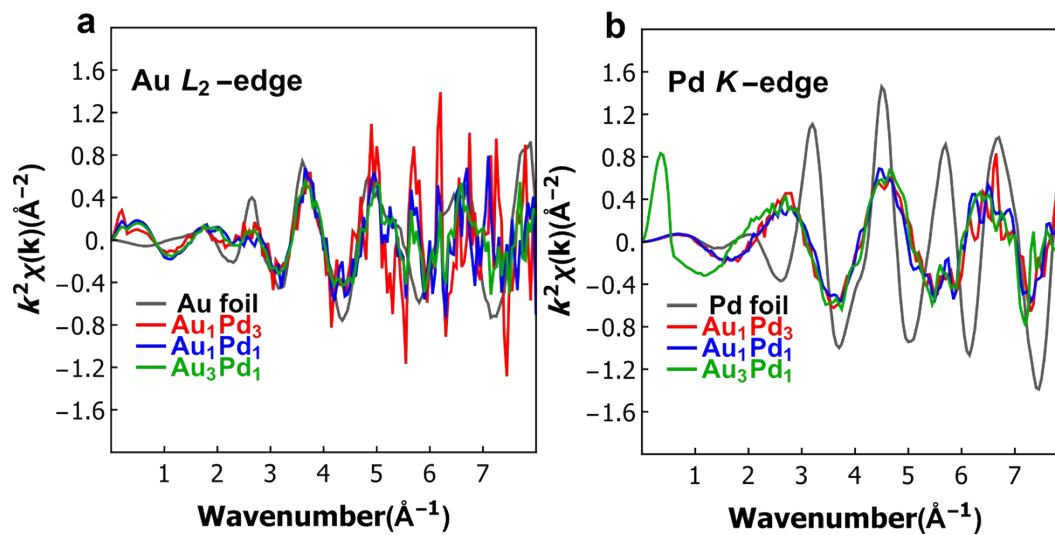 a
Au L₂ –edge
k²χ(k)(Å⁻²)
1.6
1.2
0.8
0.4
0.
−0.4
−0.8
−1.2
−1.6
Au foil
Au₁Pd₃
Au₁Pd₁
Au₃Pd₁
1 2 3 4 5 6 7
Wavenumber(Å⁻¹)
b
Pd K –edge
k²χ(k)(Å⁻²)
1.6
1.2
0.8
0.4
0.
−0.4
−0.8
−1.2
−1.6
Pd foil
Au₁Pd₃
Au₁Pd₁
Au₃Pd₁
1 2 3 4 5 6 7
Wavenumber(Å⁻¹)